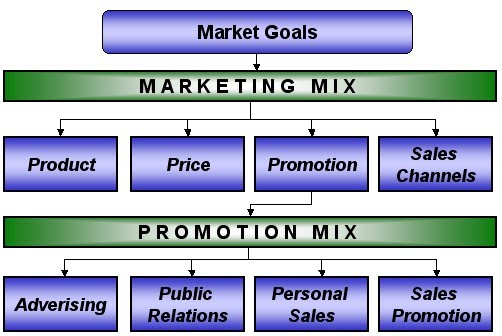 Market Goals
MARKETING MIX
Product
Price
Promotion
Sales
Channels
PROMOTION MIX
Adverising
Public
Relations
Personal
Sales
Sales
Promotion